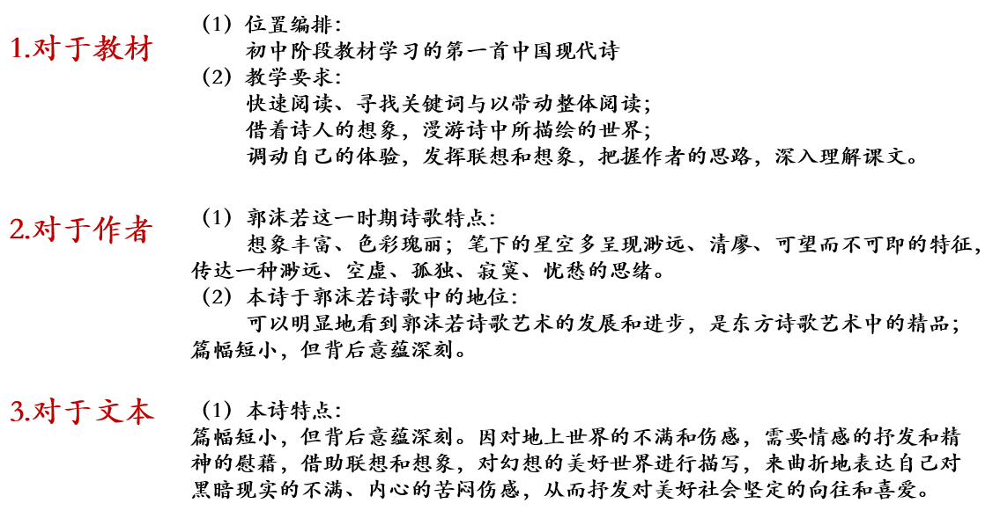 1.对于教材
（1）位置编排：
初中阶段教材学习的第一首中国现代诗
（2）教学要求：
快速阅读、寻找关键词与以带动整体阅读；
借着诗人的想象，漫游诗中所描绘的世界；
调动自己的体验，发挥联想和想象，把握作者的思路，深入理解课文。
2.对于作者
（1）郭沫若这一时期诗歌特点：
想象丰富、色彩瑰丽；笔下的星空多呈现渺远、清廖、可望而不可即的特征，
传达一种渺远、空虚、孤独、寂寞、忧愁的思绪。
（2）本诗于郭沫若诗歌中的地位：
可以明显地看到郭沫若诗歌艺术的发展和进步，是东方诗歌艺术中的精品；
篇幅短小，但背后意蕴深刻。
3.对于文本
（1）本诗特点：
篇幅短小，但背后意蕴深刻。因对地上世界的不满和伤感，需要情感的抒发和精
神的慰藉，借助联想和想象，对幻想的美好世界进行描写，来曲折地表达自己对
黑暗现实的不满、内心的苦闷伤感，从而抒发对美好社会坚定的向往和喜爱。